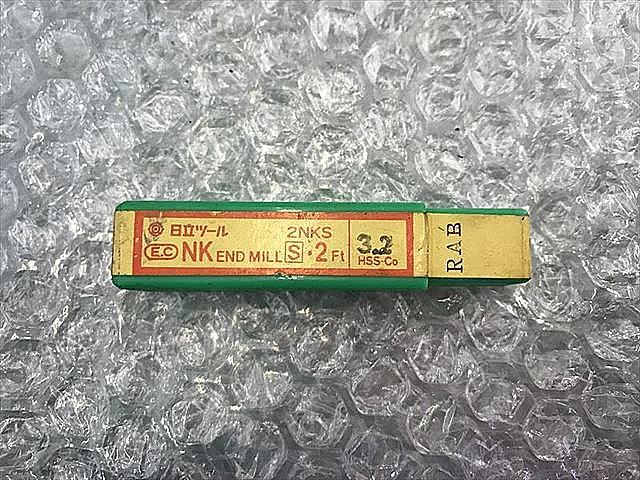 日立ツール 2NKS
E.C NK END MILL S・2 Ft
3.2
HSS-Co
RAB